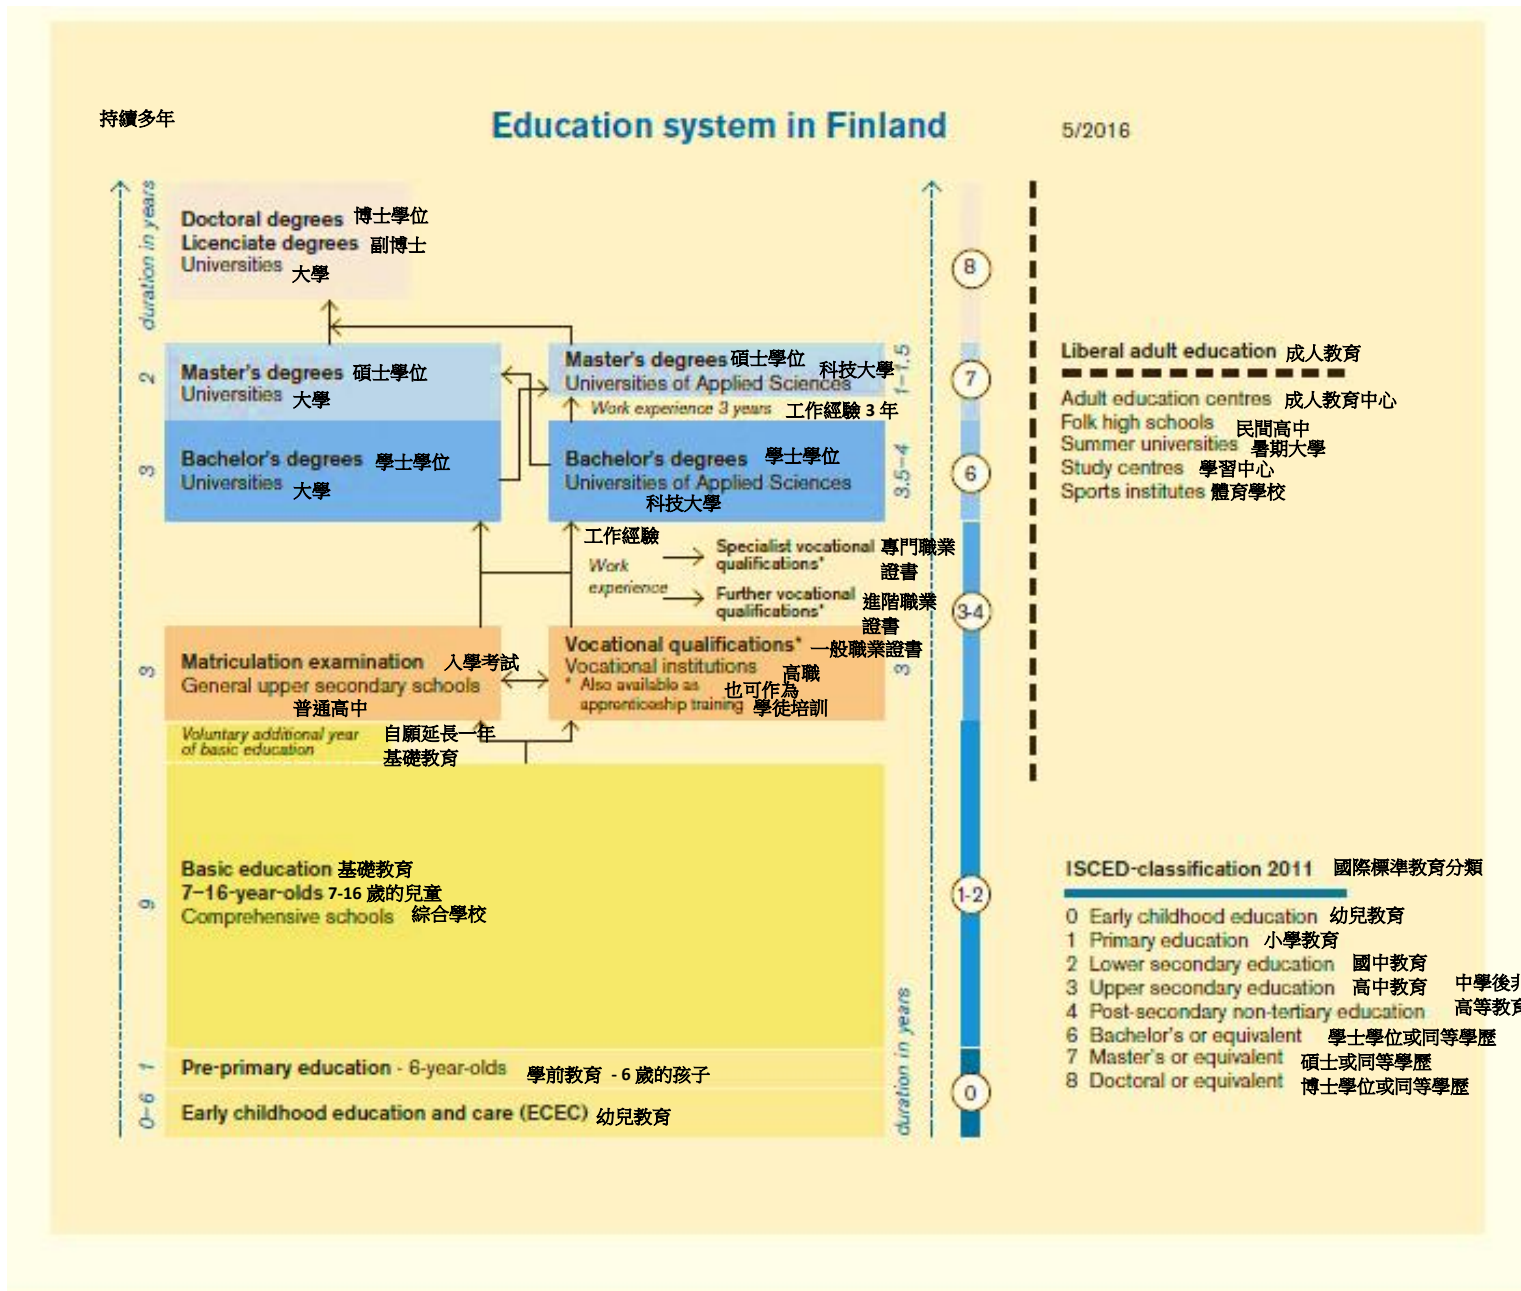 持續多年
Education system in Finland
5/2016
duration in years
Doctoral degrees 博士學位
Licenciate degrees 副博士
Universities 大學
8
2
Master's degrees 碩士學位
Universities 大學
Master's degrees 碩士學位
Universities of Applied Sciences 科技大學
1–1.5
7
Work experience 3 years 工作經驗 3 年
3
Bachelor's degrees 學士學位
Universities 大學
Bachelor's degrees 學士學位
Universities of Applied Sciences
科技大學
3.5–4
6
工作經驗
Work
experience
Specialist vocational 專門職業
qualifications* 證書
Further vocational 進階職業
qualifications* 證書
3-4
3
Matriculation examination 入學考試
General upper secondary schools
普通高中
Vocational qualifications* 一般職業證書
Vocational institutions 高職
* Also available as 也可作為
apprenticeship training 學徒培訓
3
Voluntary additional year 自願延長一年
of basic education 基礎教育
9
Basic education 基礎教育
7–16-year-olds 7-16 歲的兒童
Comprehensive schools 綜合學校
1-2
1
Pre-primary education - 6-year-olds 學前教育 - 6 歲的孩子
0–6
Early childhood education and care (ECEC) 幼兒教育
duration in years
0
Liberal adult education 成人教育
Adult education centres 成人教育中心
Folk high schools 民間高中
Summer universities 暑期大學
Study centres 學習中心
Sports institutes 體育學校
ISCED-classification 2011 國際標準教育分類
0 Early childhood education 幼兒教育
1 Primary education 小學教育
2 Lower secondary education 國中教育
3 Upper secondary education 高中教育
4 Post-secondary non-tertiary education 中學後非
高等教育
6 Bachelor's or equivalent 學士學位或同等學歷
7 Master's or equivalent 碩士或同等學歷
8 Doctoral or equivalent 博士學位或同等學歷